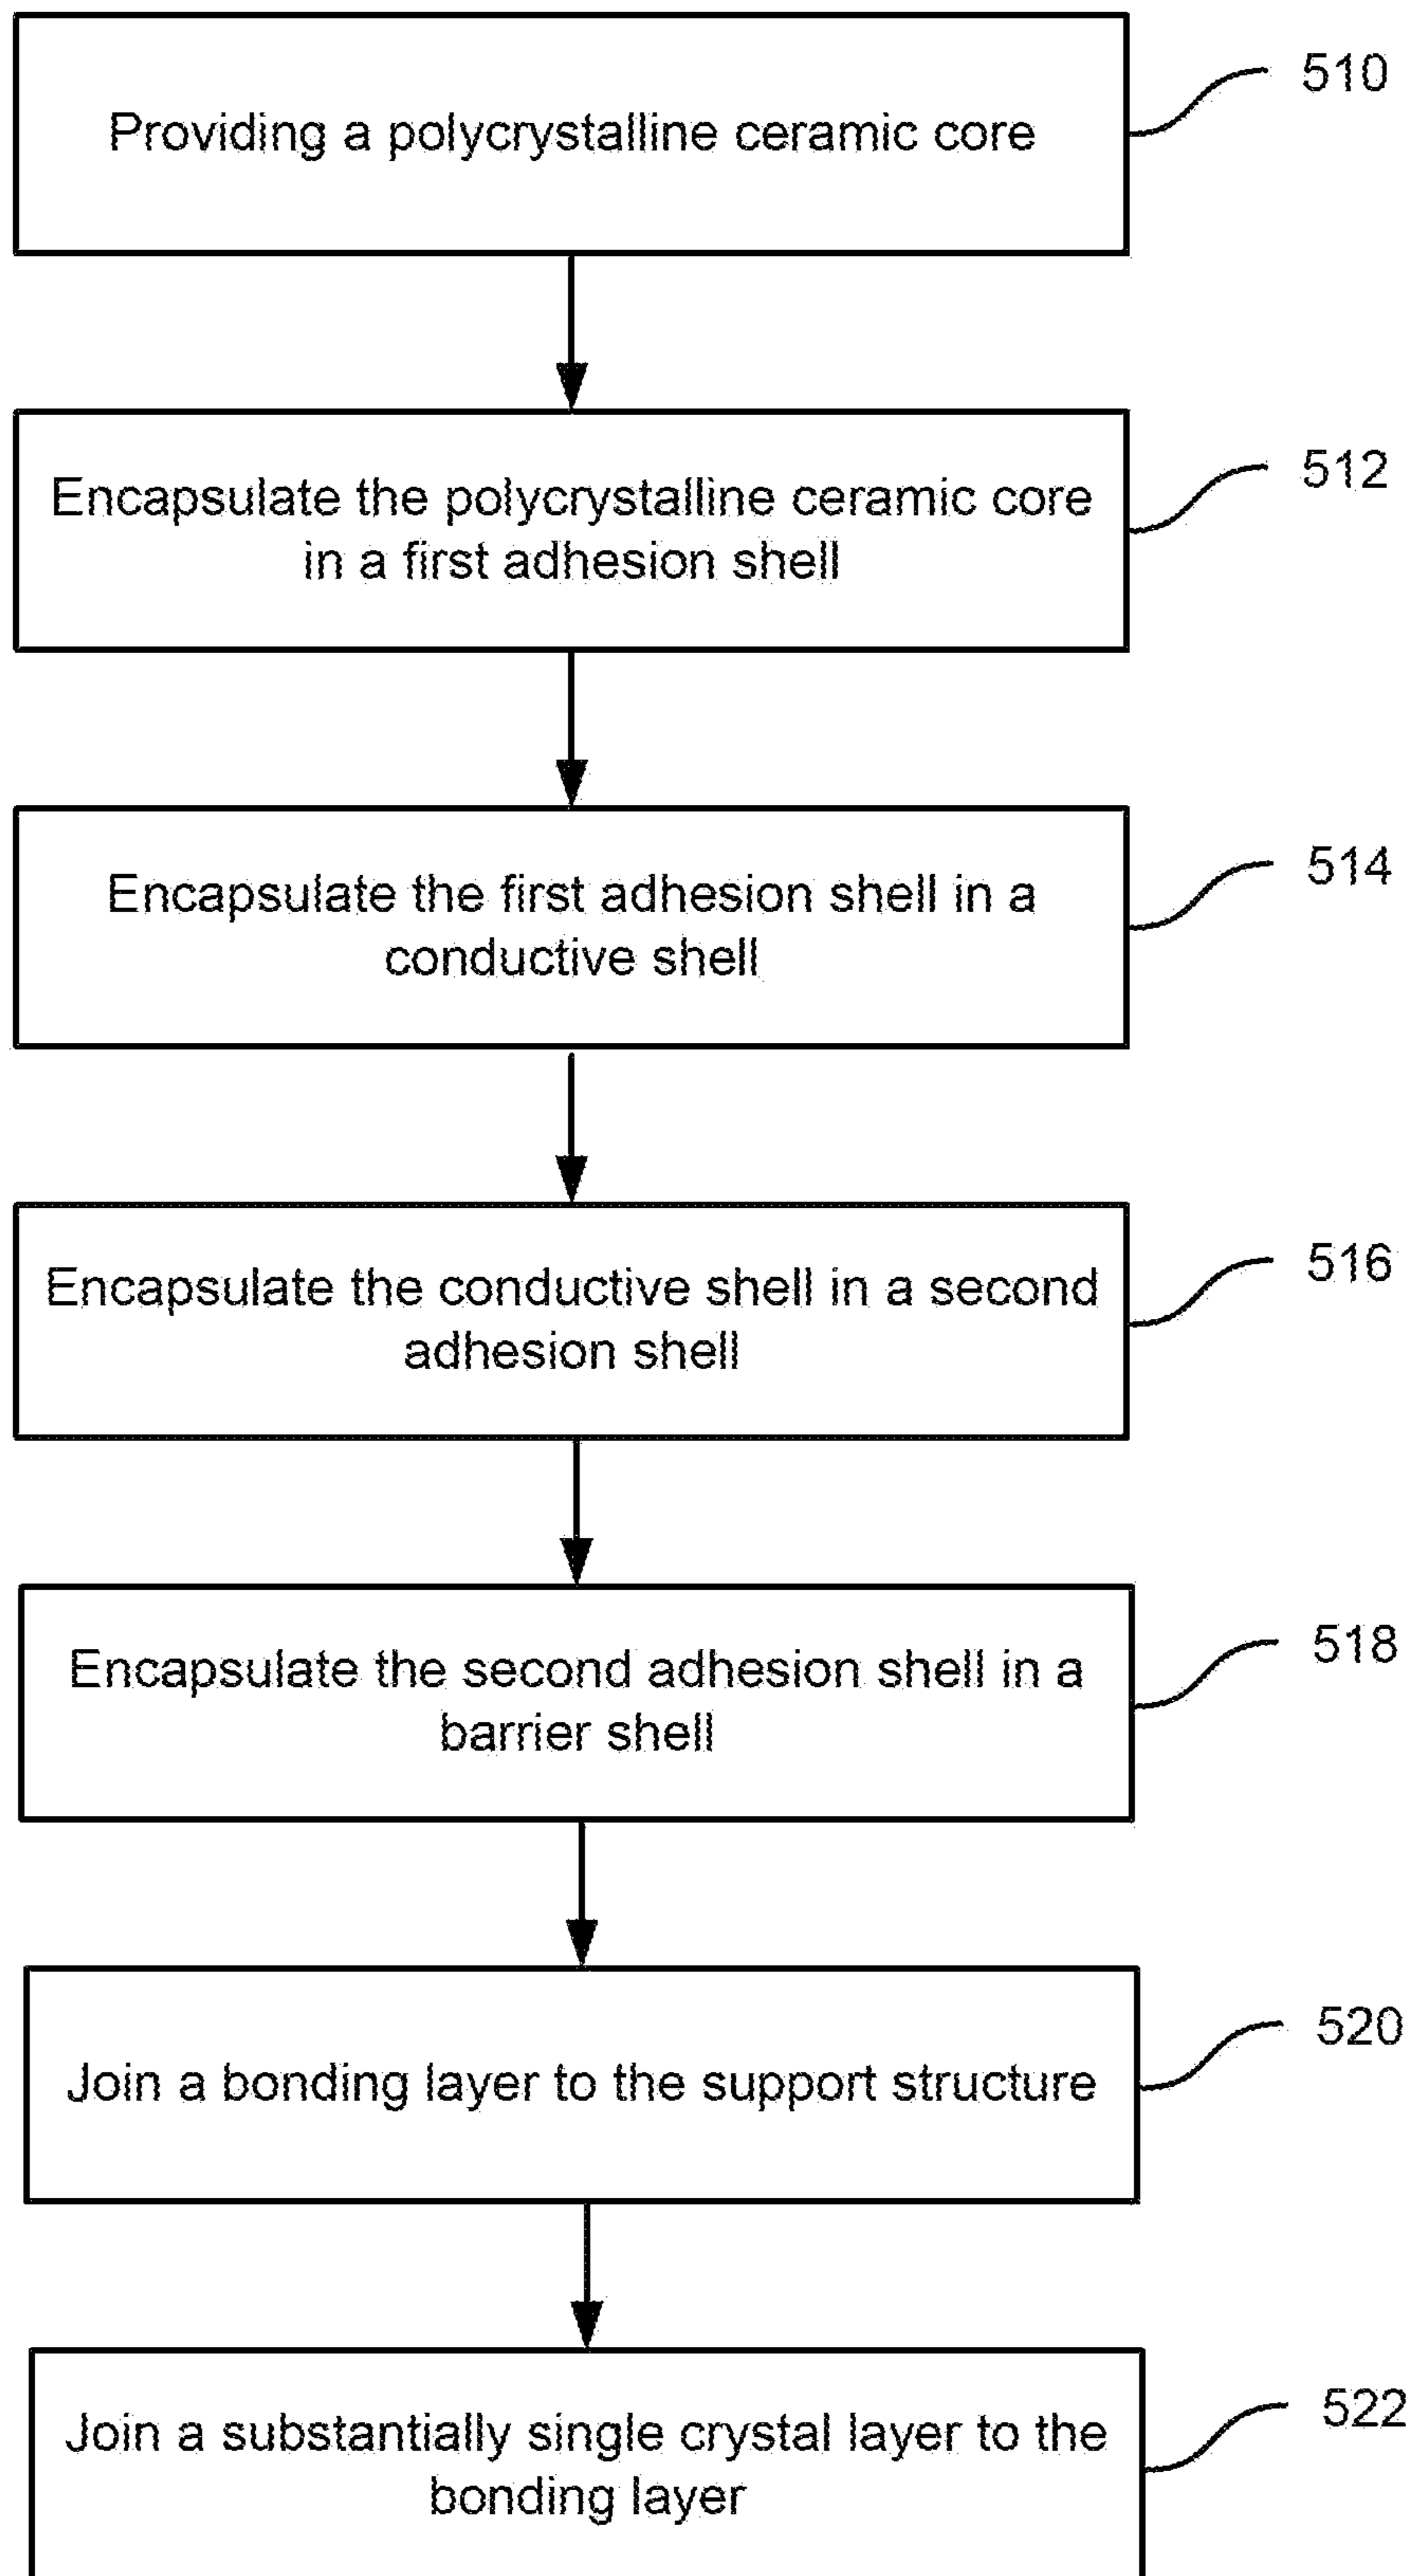 Providing a polycrystalline ceramic core
510
Encapsulate the polycrystalline ceramic core
in a first adhesion shell
512
Encapsulate the first adhesion shell in a
conductive shell
514
Encapsulate the conductive shell in a second
adhesion shell
516
Encapsulate the second adhesion shell in a
barrier shell
518
Join a bonding layer to the support structure
520
Join a substantially single crystal layer to the
bonding layer
522